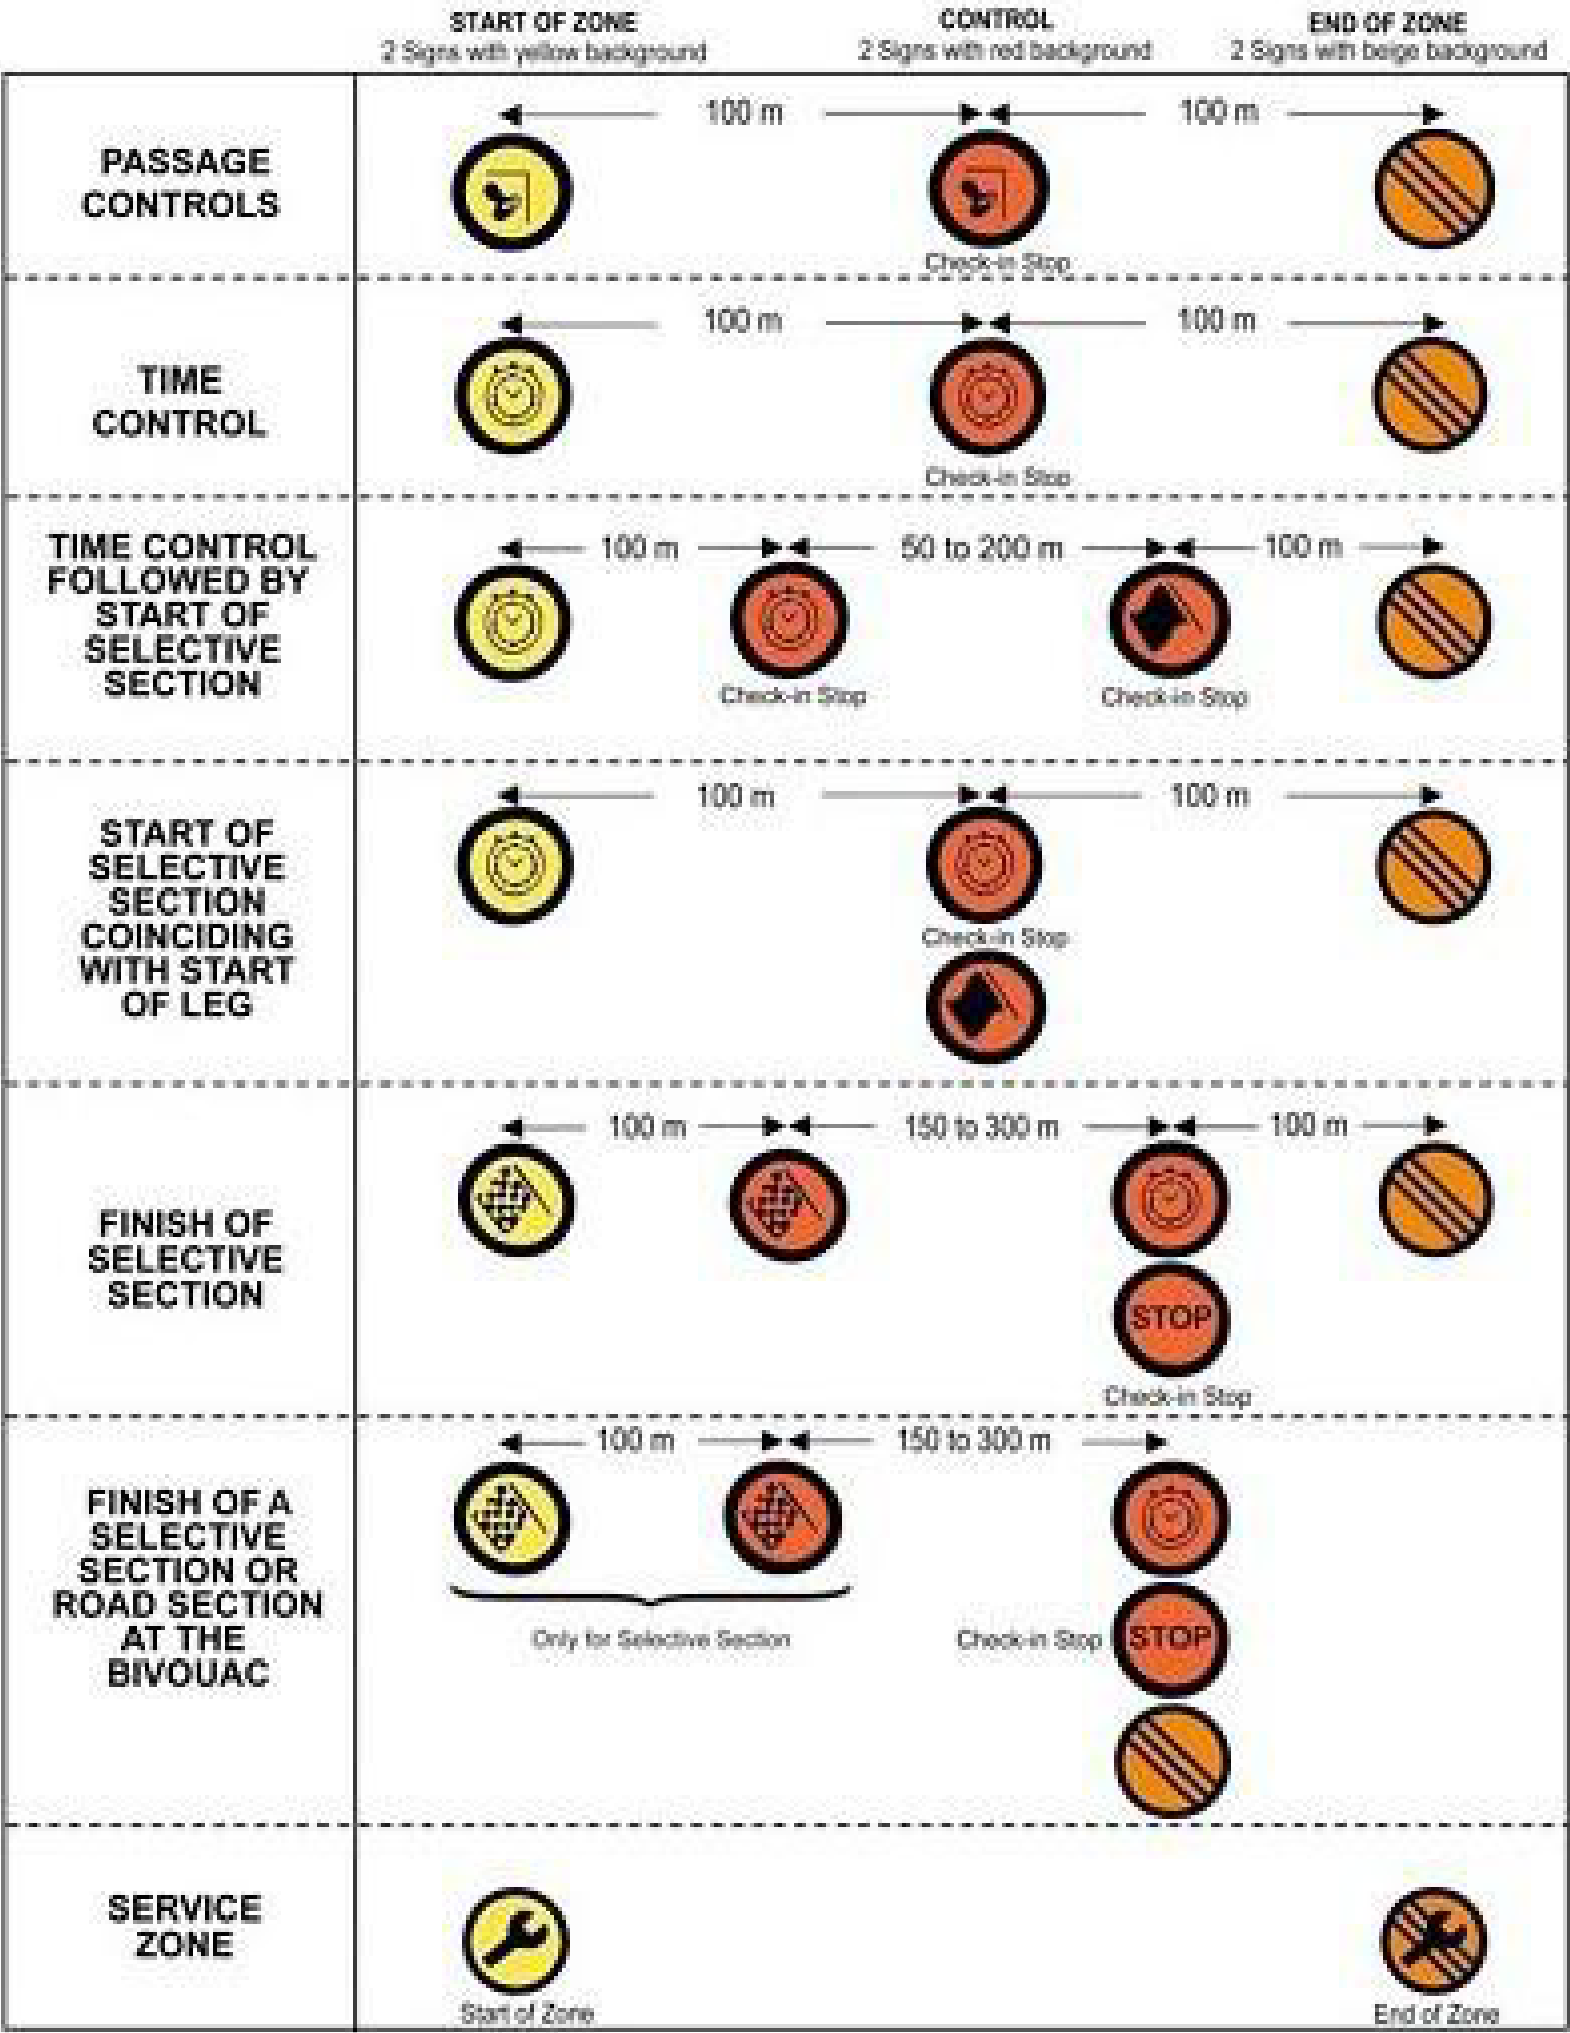 START OF ZONE
2 Signs with yellow background
CONTROL
2 Signs with red background
END OF ZONE
2 Signs with beige background
PASSAGE
CONTROLS
100 m
100 m
Check-in Stop
TIME
CONTROL
100 m
100 m
Check-in Stop
TIME CONTROL
FOLLOWED BY
START OF
SELECTIVE
SECTION
100 m
50 to 200 m
100 m
Check-in Stop
Check-in Stop
START OF
SELECTIVE
SECTION
COINCIDING
WITH START
OF LEG
100 m
100 m
Check-in Stop
FINISH OF
SELECTIVE
SECTION
100 m
150 to 300 m
100 m
STOP
Check-in Stop
FINISH OF A
SELECTIVE
SECTION OR
ROAD SECTION
AT THE
BIVOUAC
100 m
150 to 300 m
Only for Selective Section
Check-in Stop
STOP
SERVICE
ZONE
Start of Zone
End of Zone